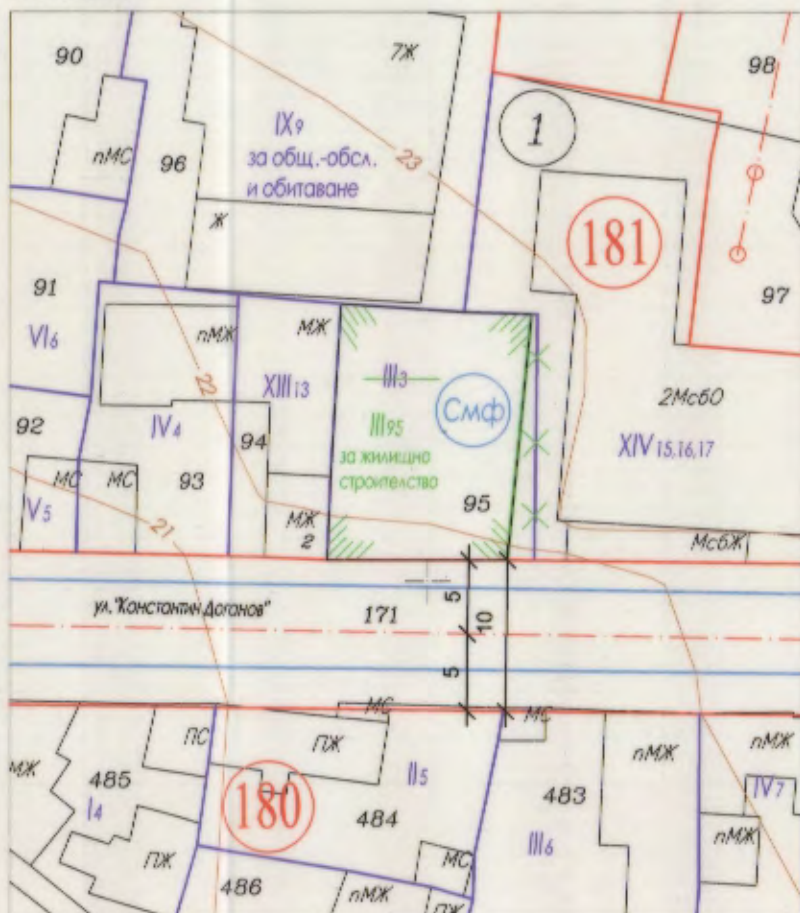 90
7Ж
98
IX9
за общ.-обсл.
и обитаване
1
23
пМС
96
181
Ж
91
97
VI6
пМЖ
МЖ
III3
22
XIII13
Смф
2МсбО
IV4
III95
92
94
XIV15,16,17
за жилищно
строителство
МС
МС
93
95
V5
21
МЖ
2
МсбЖ
ул."Константин Доганов"
171
5
10
5
МС
МС
ПС
ПЖ
пМЖ
пМЖ
МЖ
485
II5
483
IV7
I4
180
484
пМЖ
III6
ПЖ
МС
486
пМЖ
ПЖ